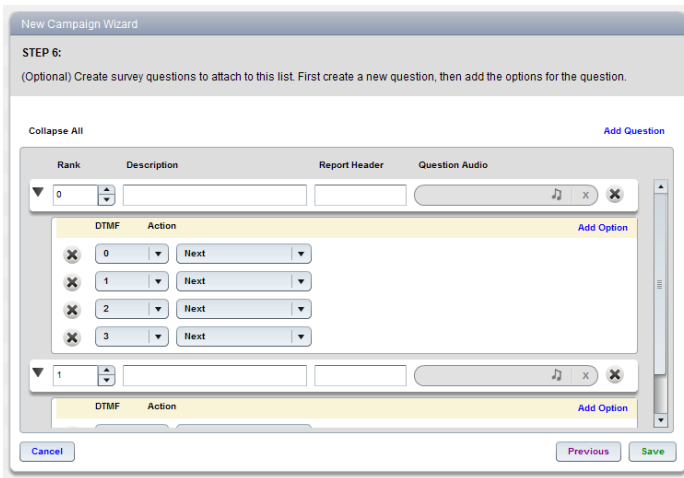 New Campaign Wizard
STEP 6:
(Optional) Create survey questions to attach to this list. First create a new question, then add the options for the question.
Collapse All Add Question
Rank Description Report Header Question Audio
0 x
DTMF Action Add Option
0 Next
1 Next
2 Next
3 Next
1 x
DTMF Action Add Option
Cancel Previous Save